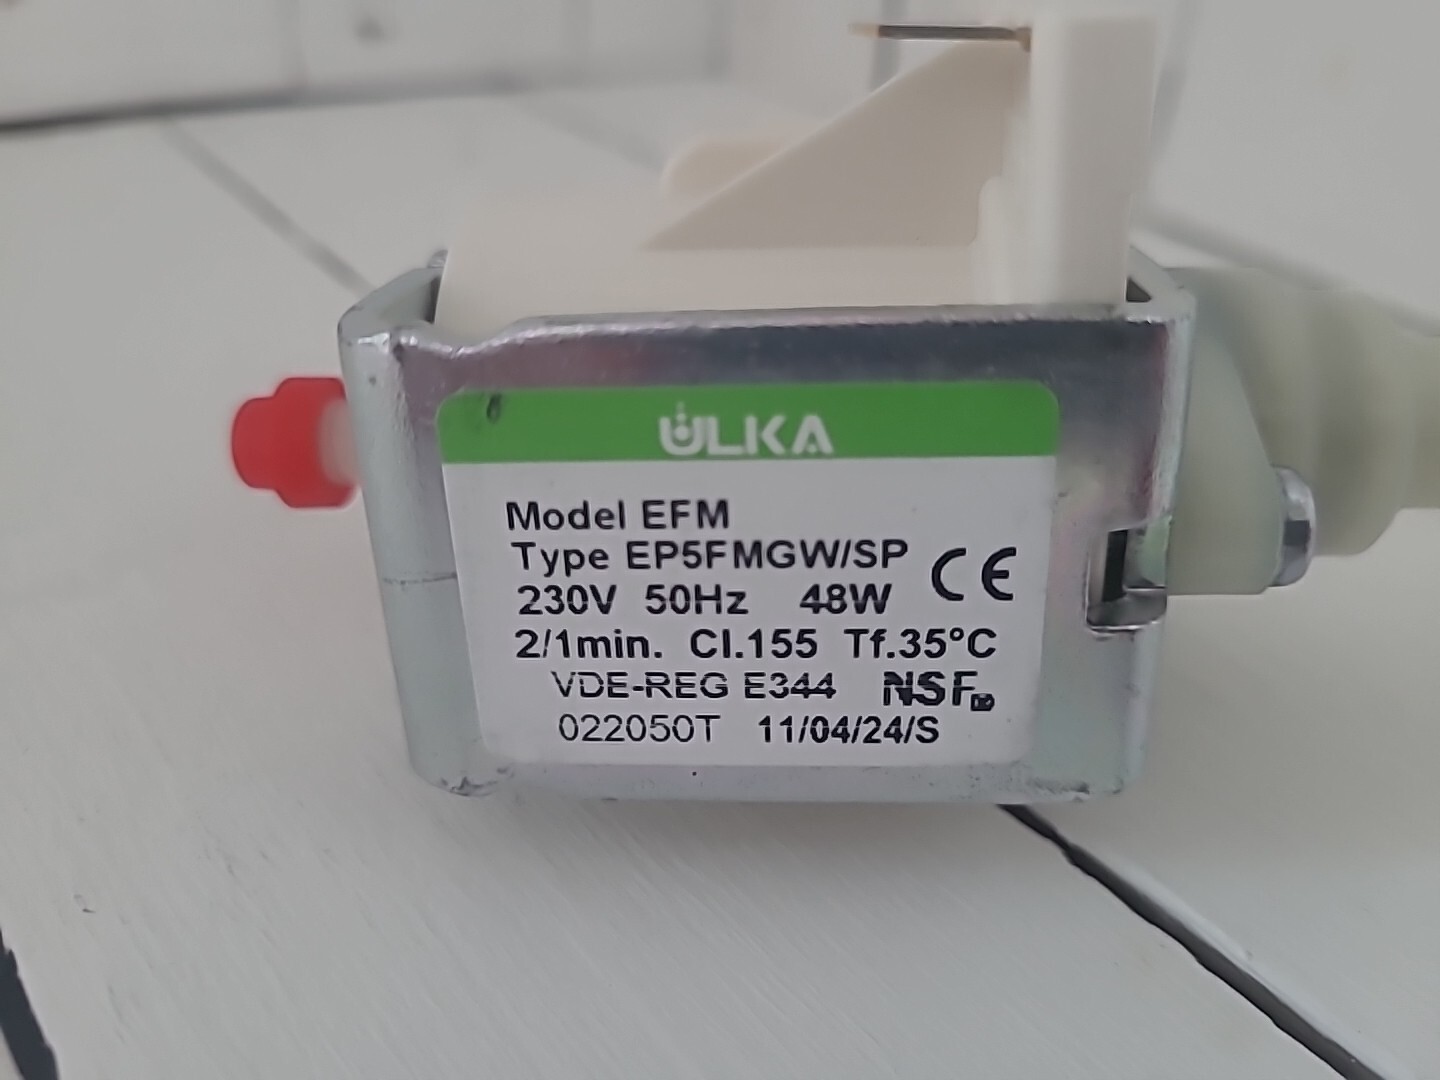 ULKA
Model EFM
Type EP5FMGW/SP CE
230V 50Hz 48W
2/1min. Cl.155 Tf.35°C
VDE-REG E344 NSF
022050T 11/04/24/S